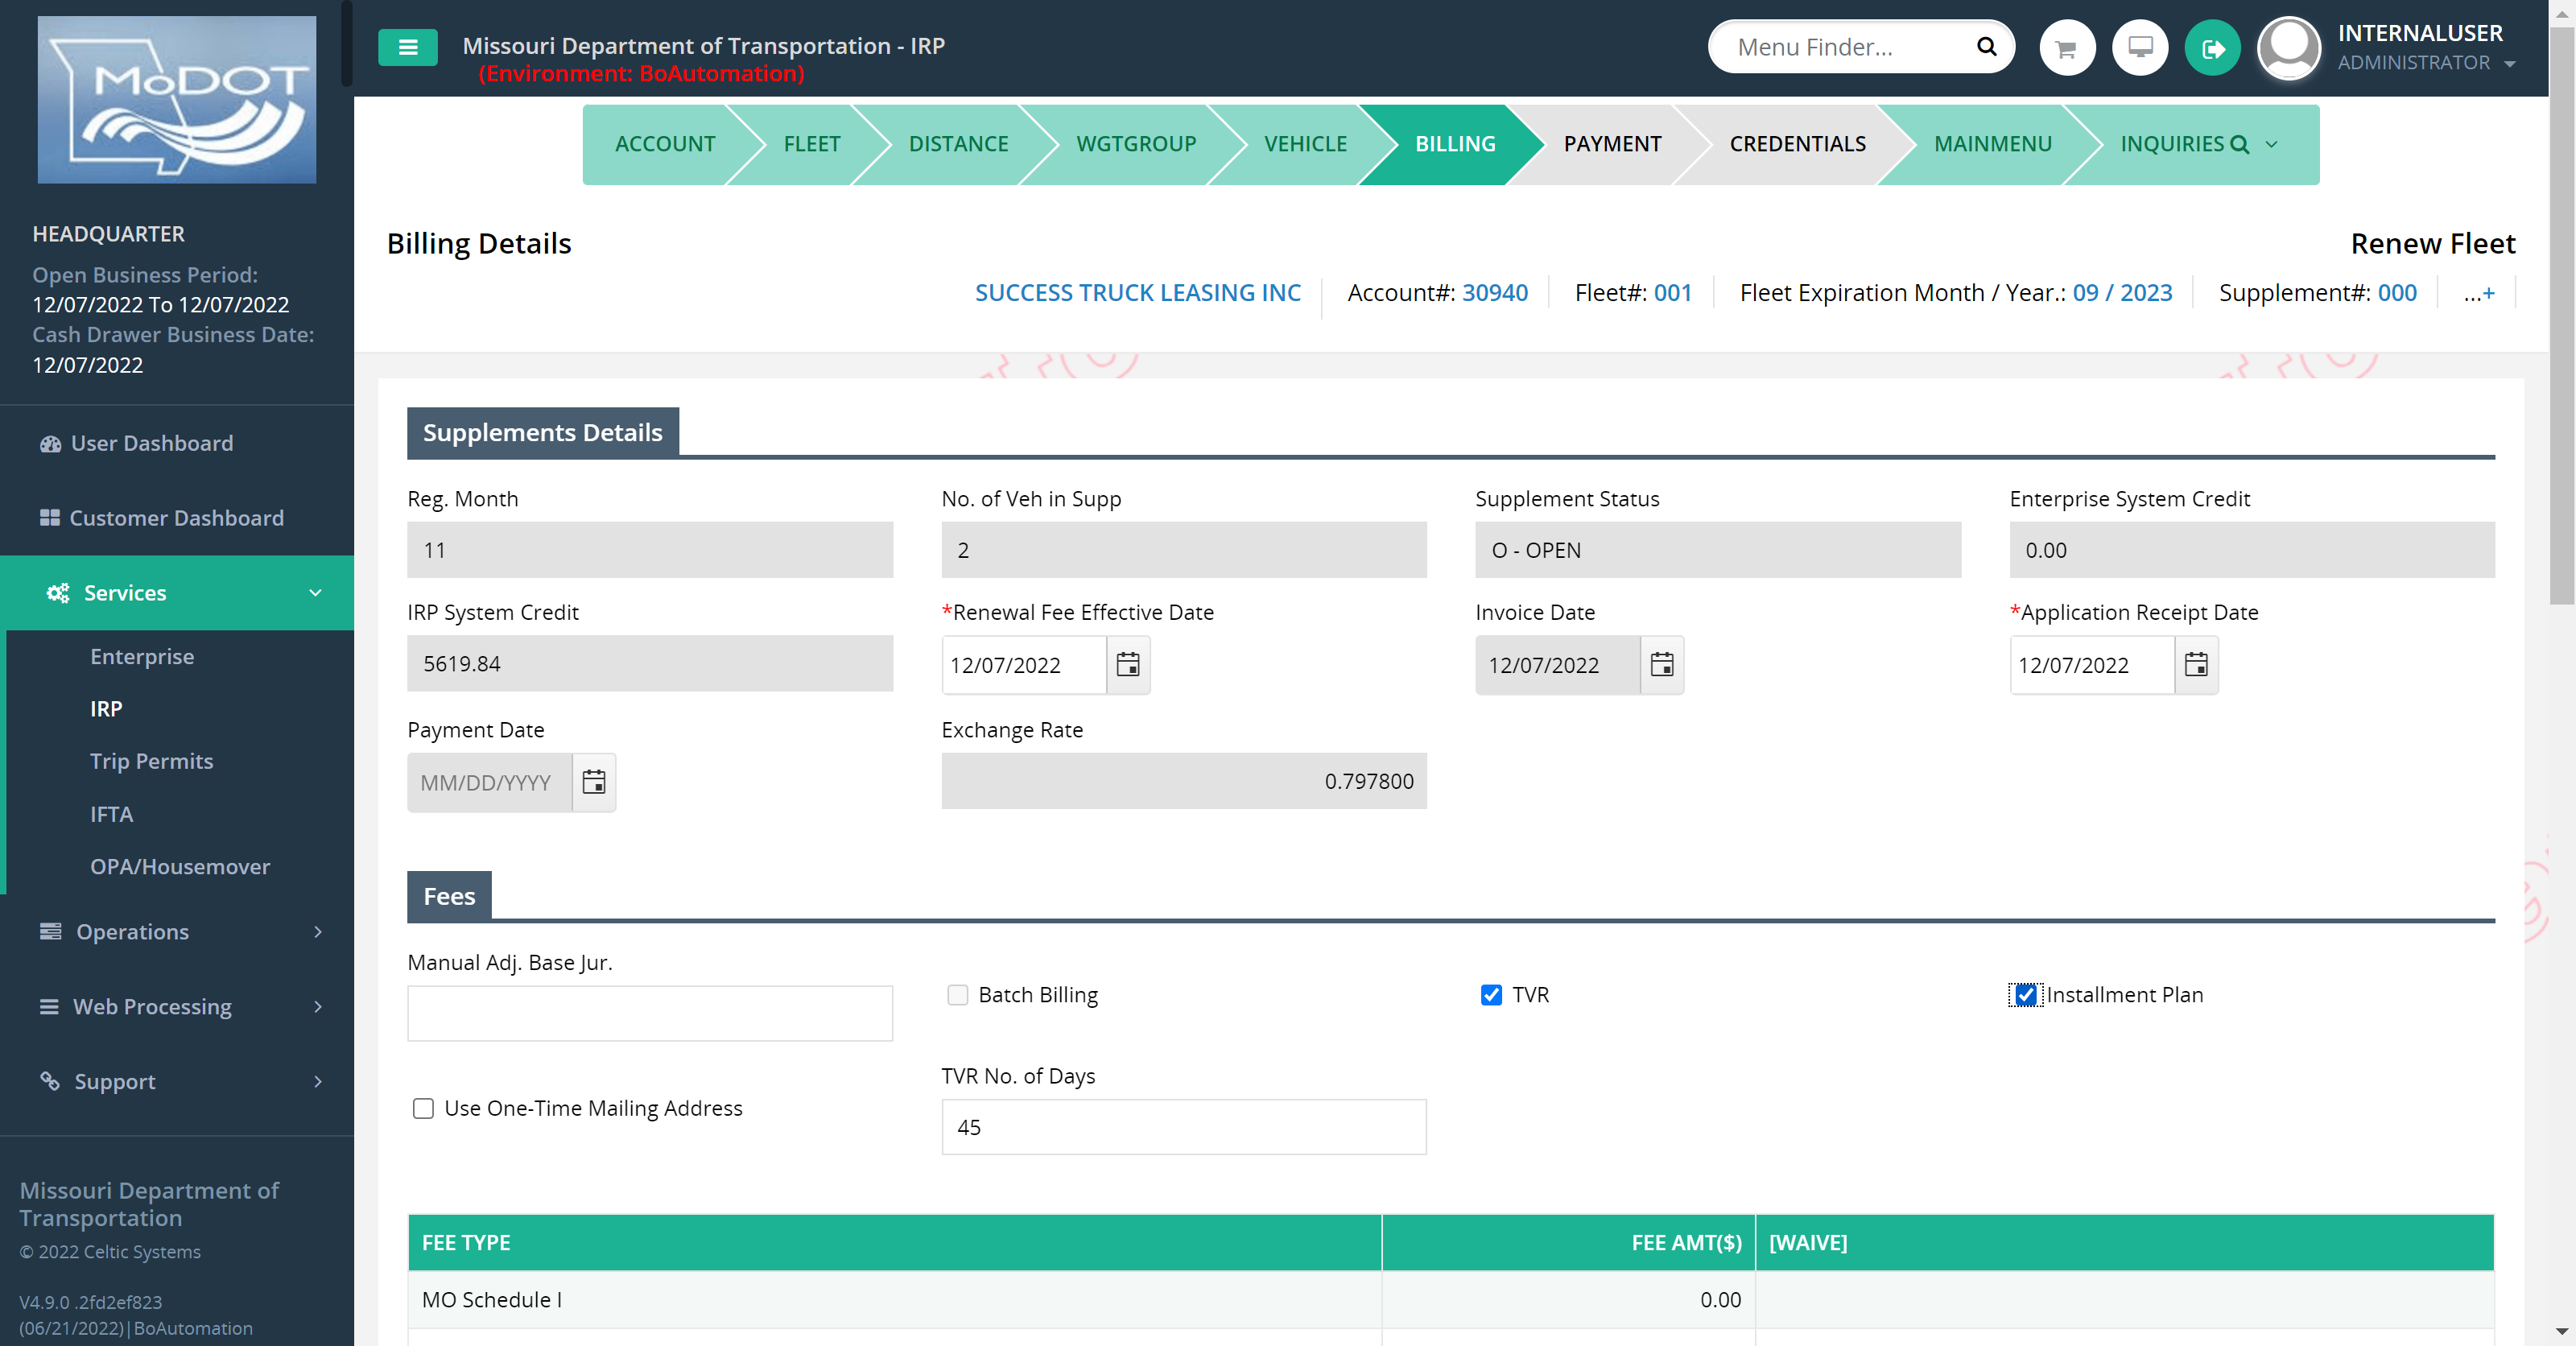 MoDOT
HEADQUARTER
Open Business Period:
12/07/2022 To 12/07/2022
Cash Drawer Business Date:
12/07/2022
User Dashboard
Customer Dashboard
Services
Enterprise
IRP
Trip Permits
IFTA
OPA/Housemover
Operations
Web Processing
Support
Missouri Department of
Transportation
© 2022 Celtic Systems
V4.9.0 .2fd2ef823
(06/21/2022)|BoAutomation
Missouri Department of Transportation - IRP
(Environment: BoAutomation)
Menu Finder...
INTERNALUSER
ADMINISTRATOR
ACCOUNT FLEET DISTANCE WGTGROUP VEHICLE BILLING PAYMENT CREDENTIALS MAINMENU INQUIRIES
Billing Details Renew Fleet
SUCCESS TRUCK LEASING INC Account#: 30940 Fleet#: 001 Fleet Expiration Month / Year.: 09 / 2023 Supplement#: 000 ...+
Supplements Details
Reg. Month No. of Veh in Supp Supplement Status Enterprise System Credit
11 2 O - OPEN 0.00
IRP System Credit *Renewal Fee Effective Date Invoice Date *Application Receipt Date
5619.84 12/07/2022 12/07/2022 12/07/2022
Payment Date Exchange Rate
MM/DD/YYYY 0.797800
Fees
Manual Adj. Base Jur.
Batch Billing TVR Installment Plan
TVR No. of Days
Use One-Time Mailing Address
45
FEE TYPE FEE AMT($) [WAIVE]
MO Schedule I 0.00